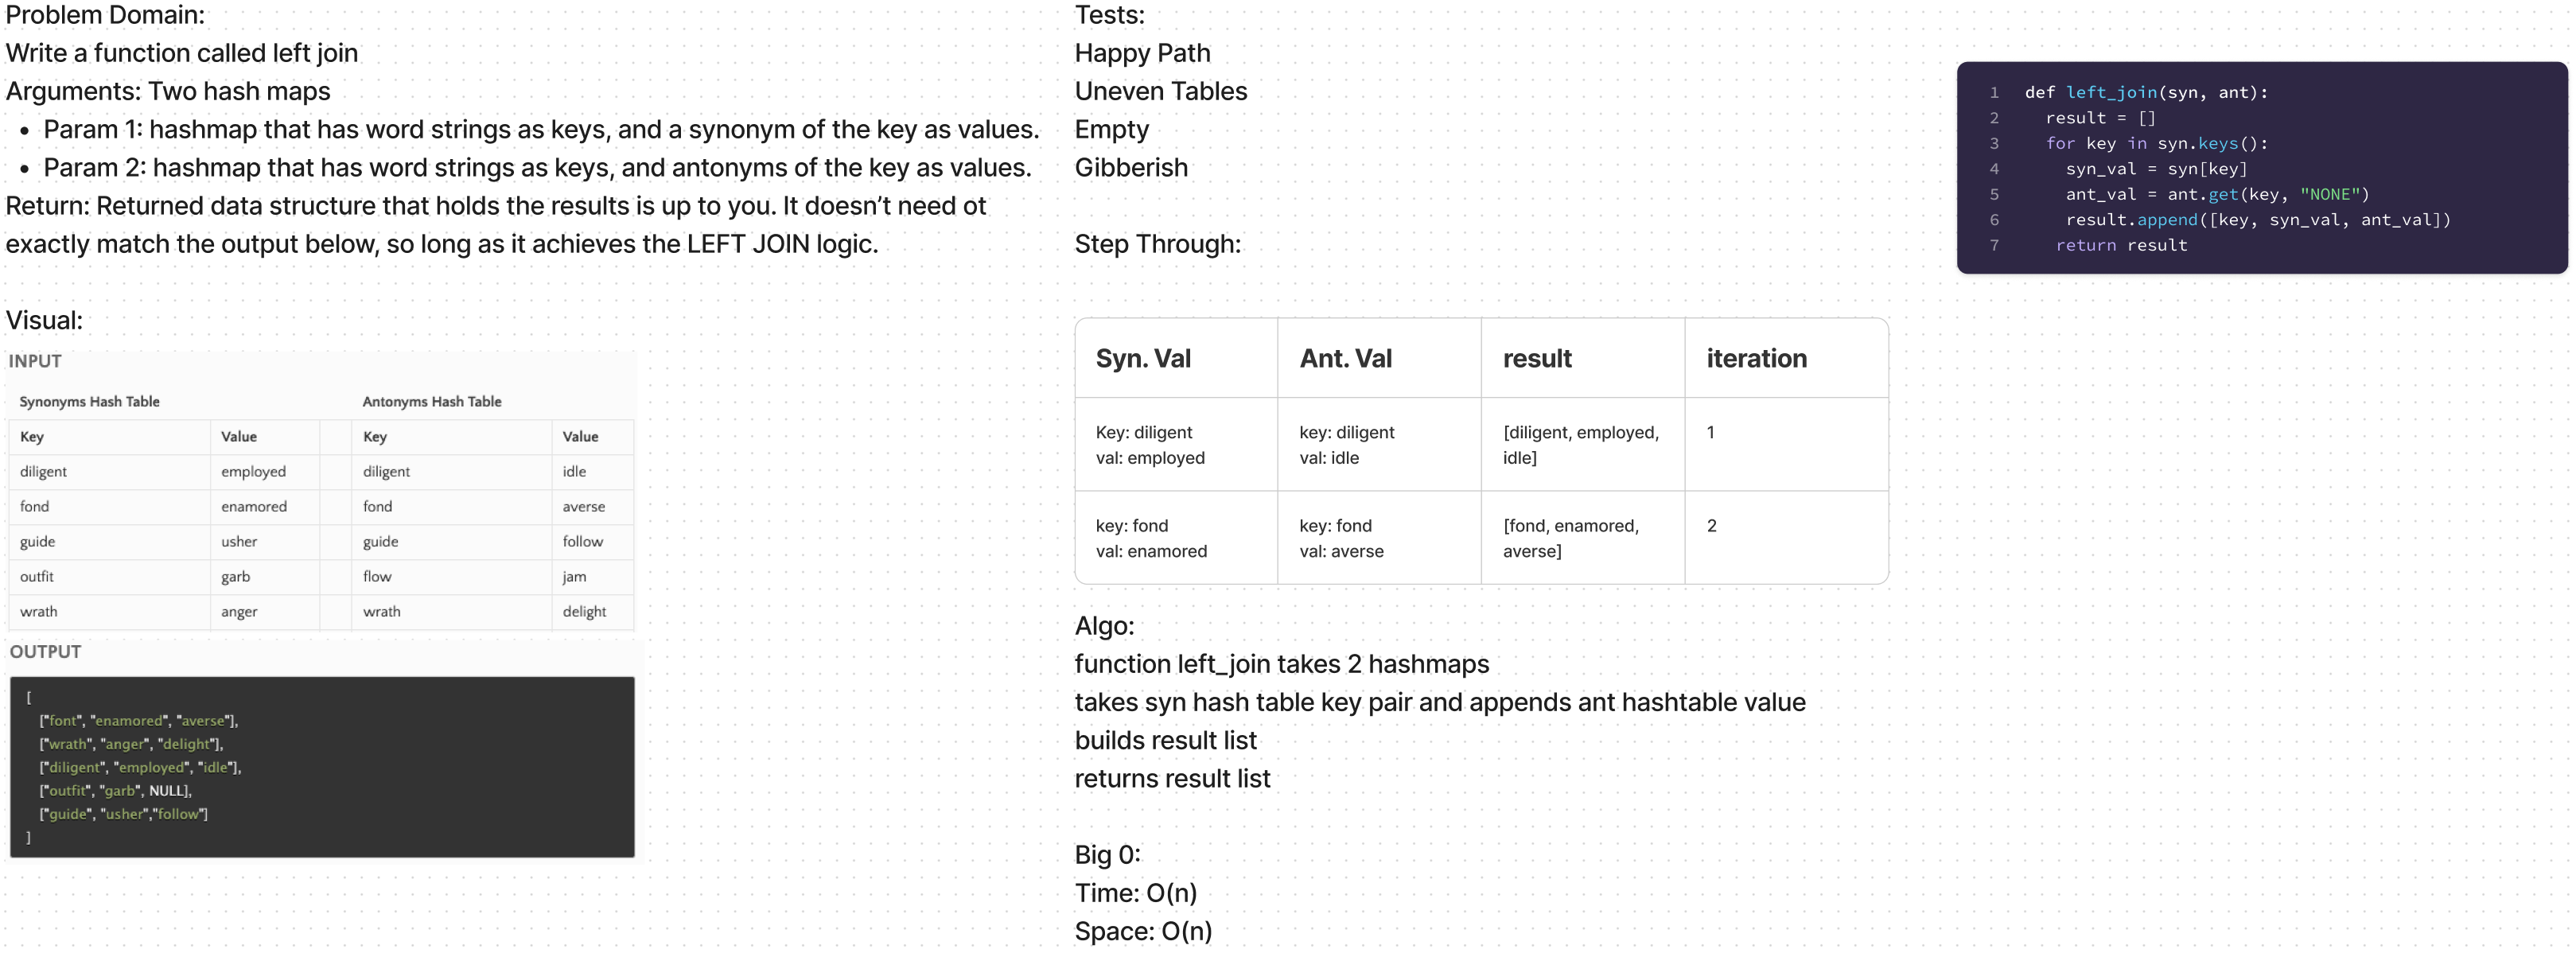 Problem Domain:
Write a function called left join
Arguments: Two hash maps
• Param 1: hashmap that has word strings as keys, and a synonym of the key as values.
• Param 2: hashmap that has word strings as keys, and antonyms of the key as values.
Return: Returned data structure that holds the results is up to you. It doesn’t need ot
exactly match the output below, so long as it achieves the LEFT JOIN logic.
Visual:
INPUT
Synonyms Hash Table Antonyms Hash Table
Key Value Key Value
diligent employed diligent idle
fond enamored fond averse
guide usher guide follow
outfit garb flow jam
wrath anger wrath delight
OUTPUT
[
["font", "enamored", "averse"],
["wrath", "anger", "delight"],
["diligent", "employed", "idle"],
["outfit", "garb", NULL],
["guide", "usher","follow"]
]
Tests:
Happy Path
Uneven Tables
Empty
Gibberish
Step Through:
Syn. Val Ant. Val result iteration
Key: diligent key: diligent [diligent, employed, 1
val: employed val: idle idle]
key: fond key: fond [fond, enamored, 2
val: enamored val: averse averse]
Algo:
function left_join takes 2 hashmaps
takes syn hash table key pair and appends ant hashtable value
builds result list
returns result list
Big 0:
Time: O(n)
Space: O(n)
1 def left_join(syn, ant):
2 result = []
3 for key in syn.keys():
4 syn_val = syn[key]
5 ant_val = ant.get(key, "NONE")
6 result.append([key, syn_val, ant_val])
7 return result